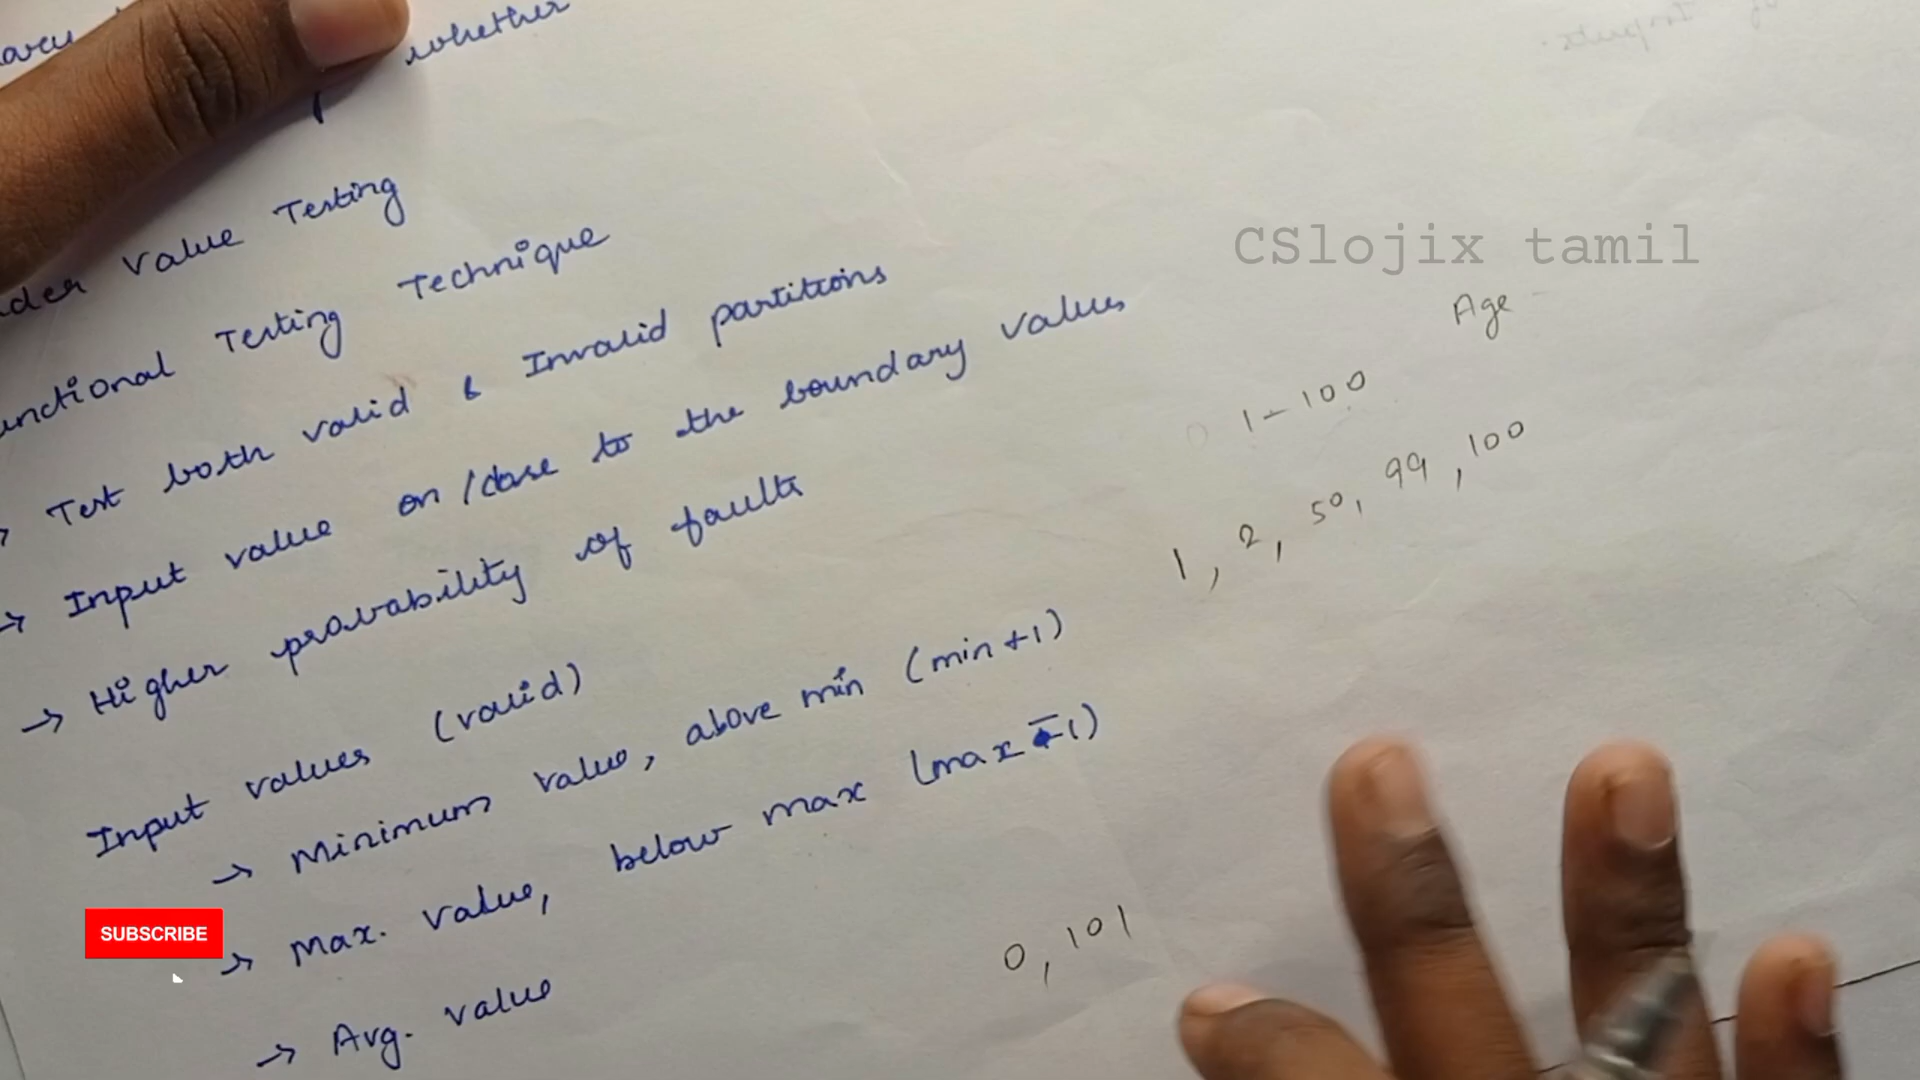 whether
Value Testing
Testing Technique
Test both valid & Invalid partitions
→ Input value on / close to the boundary values
→ Higher probability of faults
Input values (valid)
→ Minimum value, above min (min +1)
→ Max. value, below max (max -1)
→ Avg. value
CSlojix tamil
Age
0 1 - 100
1, 2, 50, 99, 100
0, 101
SUBSCRIBE